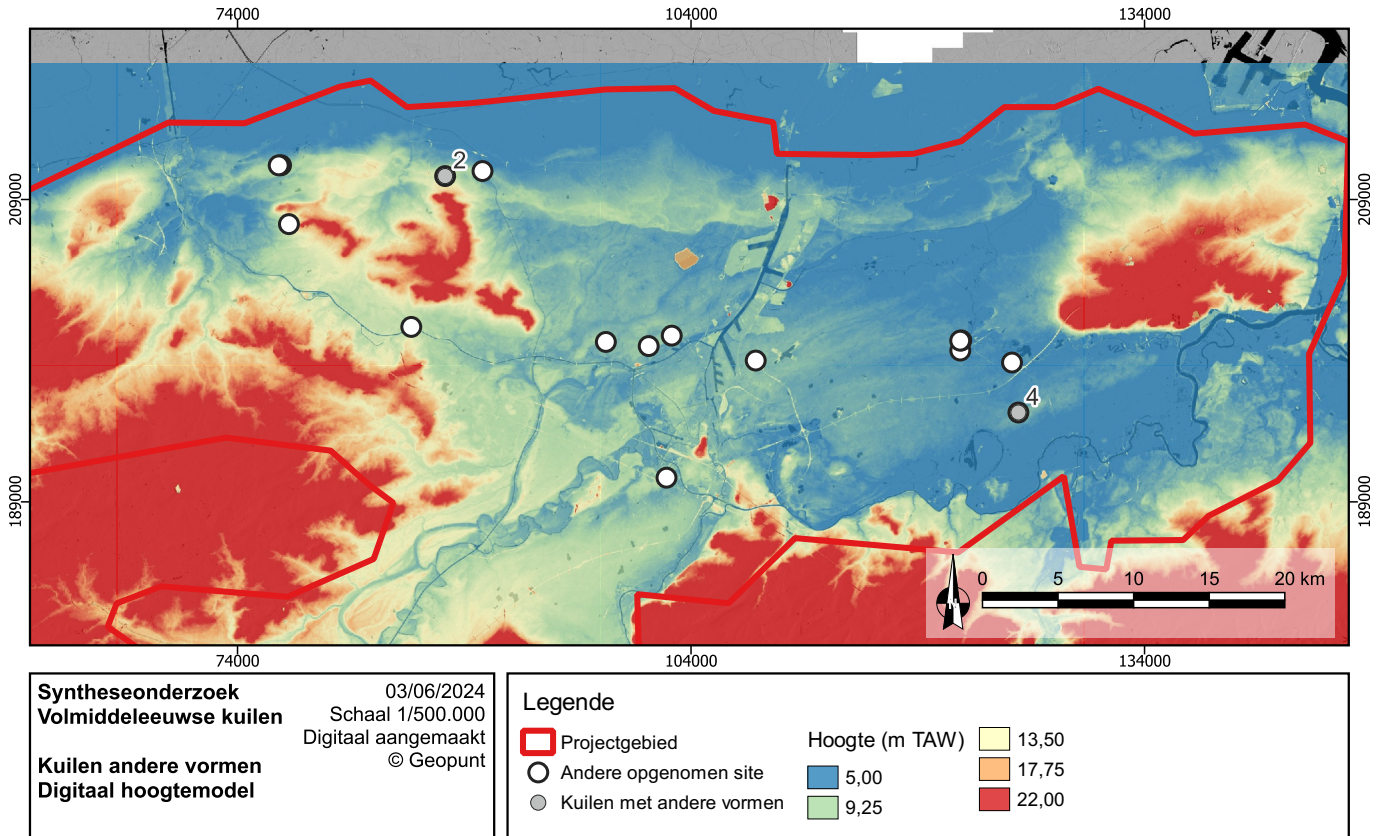 74000 104000 134000
209000 209000
2
4
189000 189000
N
0 5 10 15 20 km
74000 104000 134000
Syntheseonderzoek
Volmiddeleeuwse kuilen
Kuilen andere vormen
Digitaal hoogtemodel
03/06/2024
Schaal 1/500.000
Digitaal aangemaakt
© Geopunt
Legende
Projectgebied
Andere opgenomen site
Kuilen met andere vormen
Hoogte (m TAW)
5,00
9,25
13,50
17,75
22,00